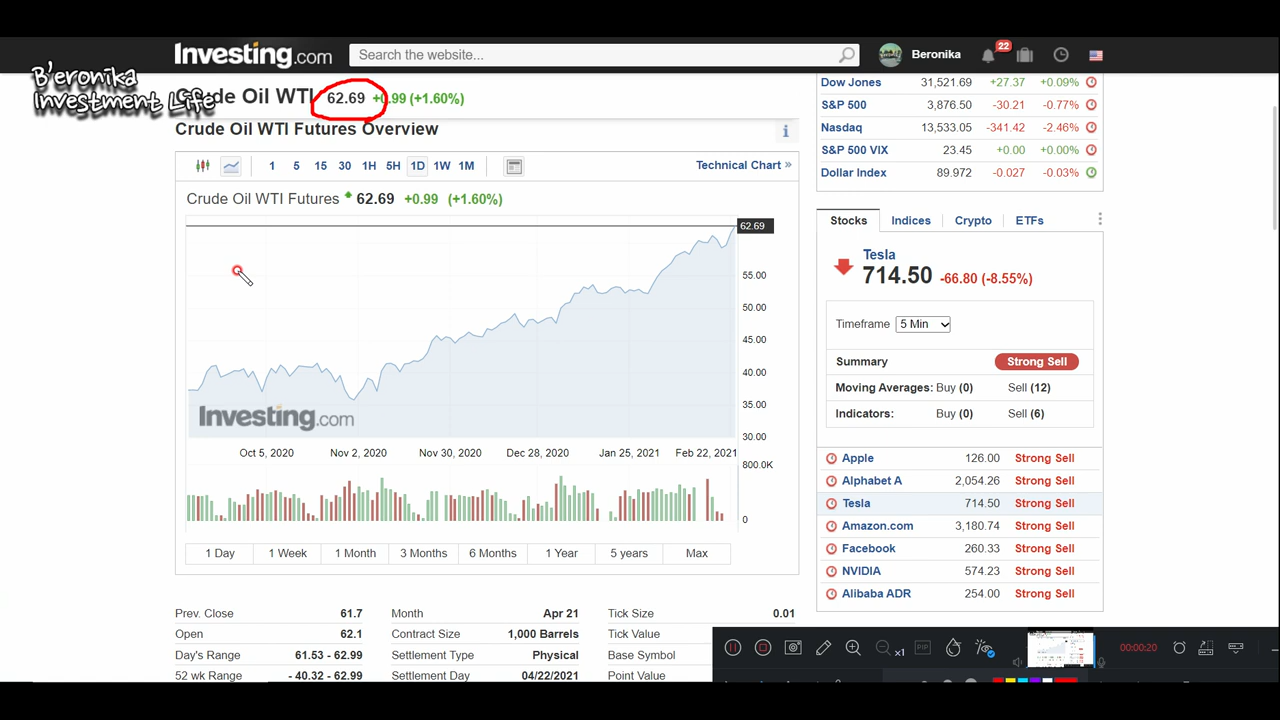 Investing.com
Search the website...
22
Beronika
B'eronika
Investment Life
Crude Oil WTI 62.69 +0.99 (+1.60%)
Crude Oil WTI Futures Overview
1 5 15 30 1H 5H 1D 1W 1M
Technical Chart »
Crude Oil WTI Futures 62.69 +0.99 (+1.60%)
62.69
55.00
50.00
45.00
40.00
35.00
30.00
Investing.com
Oct 5, 2020 Nov 2, 2020 Nov 30, 2020 Dec 28, 2020 Jan 25, 2021 Feb 22, 2021
800.0K
0
1 Day 1 Week 1 Month 3 Months 6 Months 1 Year 5 years Max
Prev. Close 61.7 Month Apr 21 Tick Size 0.01
Open 62.1 Contract Size 1,000 Barrels Tick Value
Day's Range 61.53 - 62.99 Settlement Type Physical Base Symbol
52 wk Range - 40.32 - 62.99 Settlement Day 04/22/2021 Point Value
Dow Jones 31,521.69 +27.37 +0.09%
S&P 500 3,876.50 -30.21 -0.77%
Nasdaq 13,533.05 -341.42 -2.46%
S&P 500 VIX 23.45 +0.00 +0.00%
Dollar Index 89.972 -0.027 -0.03%
Stocks Indices Crypto ETFs
Tesla
714.50 -66.80 (-8.55%)
Timeframe 5 Min
Summary Strong Sell
Moving Averages: Buy (0) Sell (12)
Indicators: Buy (0) Sell (6)
Apple 126.00 Strong Sell
Alphabet A 2,054.26 Strong Sell
Tesla 714.50 Strong Sell
Amazon.com 3,180.74 Strong Sell
Facebook 260.33 Strong Sell
NVIDIA 574.23 Strong Sell
Alibaba ADR 254.00 Strong Sell
x1 PIP 00:00:20